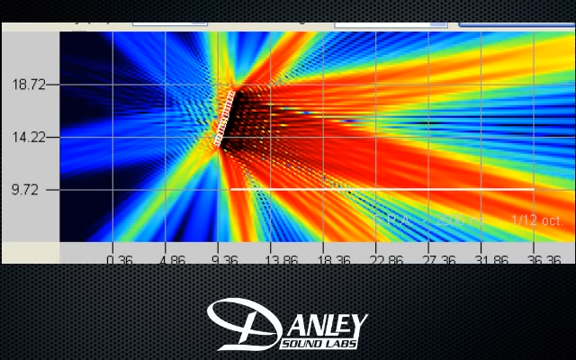 18.72
14.22
9.72
1/12 oct.
0.36 4.86 9.36 13.86 18.36 22.86 27.36 31.86 36.36
DANLEY
SOUND LABS